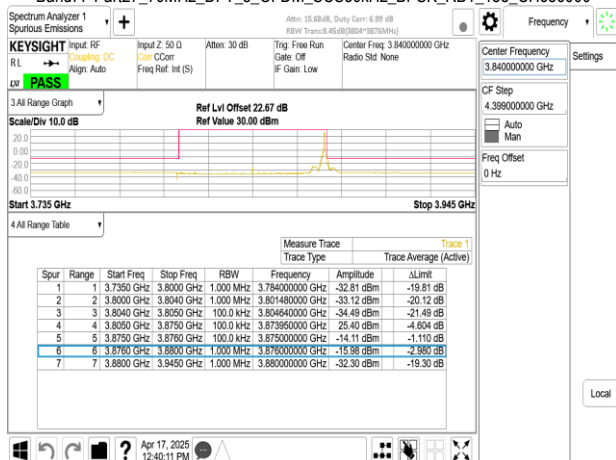 Spectrum Analyzer 1
Spurious Emissions
Attn: 15.68dB, Duty Corr: 6.99 dB
RBW Trans:8.45dB(3804~3876MHz)
Frequency
KEYSIGHT
Input: RF
Coupling: DC
Align: Auto
Input Z: 50 Ω
Corr CCorr
Freq Ref: Int (S)
Atten: 30 dB
Trig: Free Run
Gate: Off
IF Gain: Low
Center Freq: 3.840000000 GHz
Radio Std: None
RL
LXI
PASS
Center Frequency
3.840000000 GHz
Settings
CF Step
4.399000000 GHz
Auto
Man
Freq Offset
0 Hz
3 All Range Graph
Ref Lvl Offset 22.67 dB
Scale/Div 10.0 dB
Ref Value 30.00 dBm
20.0
0.00
-20.0
-40.0
-60.0
Start 3.735 GHz
Stop 3.945 GHz
4 All Range Table
Measure Trace Trace 1
Trace Type Trace Average (Active)
Spur Range Start Freq Stop Freq RBW Frequency Amplitude ΔLimit
1 1 3.7350 GHz 3.8000 GHz 1.000 MHz 3.784000000 GHz -32.81 dBm -19.81 dB
2 2 3.8000 GHz 3.8040 GHz 1.000 MHz 3.801480000 GHz -33.12 dBm -20.12 dB
3 3 3.8040 GHz 3.8050 GHz 100.0 kHz 3.804640000 GHz -34.49 dBm -21.49 dB
4 4 3.8050 GHz 3.8750 GHz 100.0 kHz 3.873950000 GHz 25.40 dBm -4.604 dB
5 5 3.8750 GHz 3.8760 GHz 100.0 kHz 3.875000000 GHz -14.11 dBm -1.110 dB
6 6 3.8760 GHz 3.8800 GHz 1.000 MHz 3.876000000 GHz -15.98 dBm -2.980 dB
7 7 3.8800 GHz 3.9450 GHz 1.000 MHz 3.880000000 GHz -32.30 dBm -19.30 dB
Local
Apr 17, 2025
12:40:11 PM